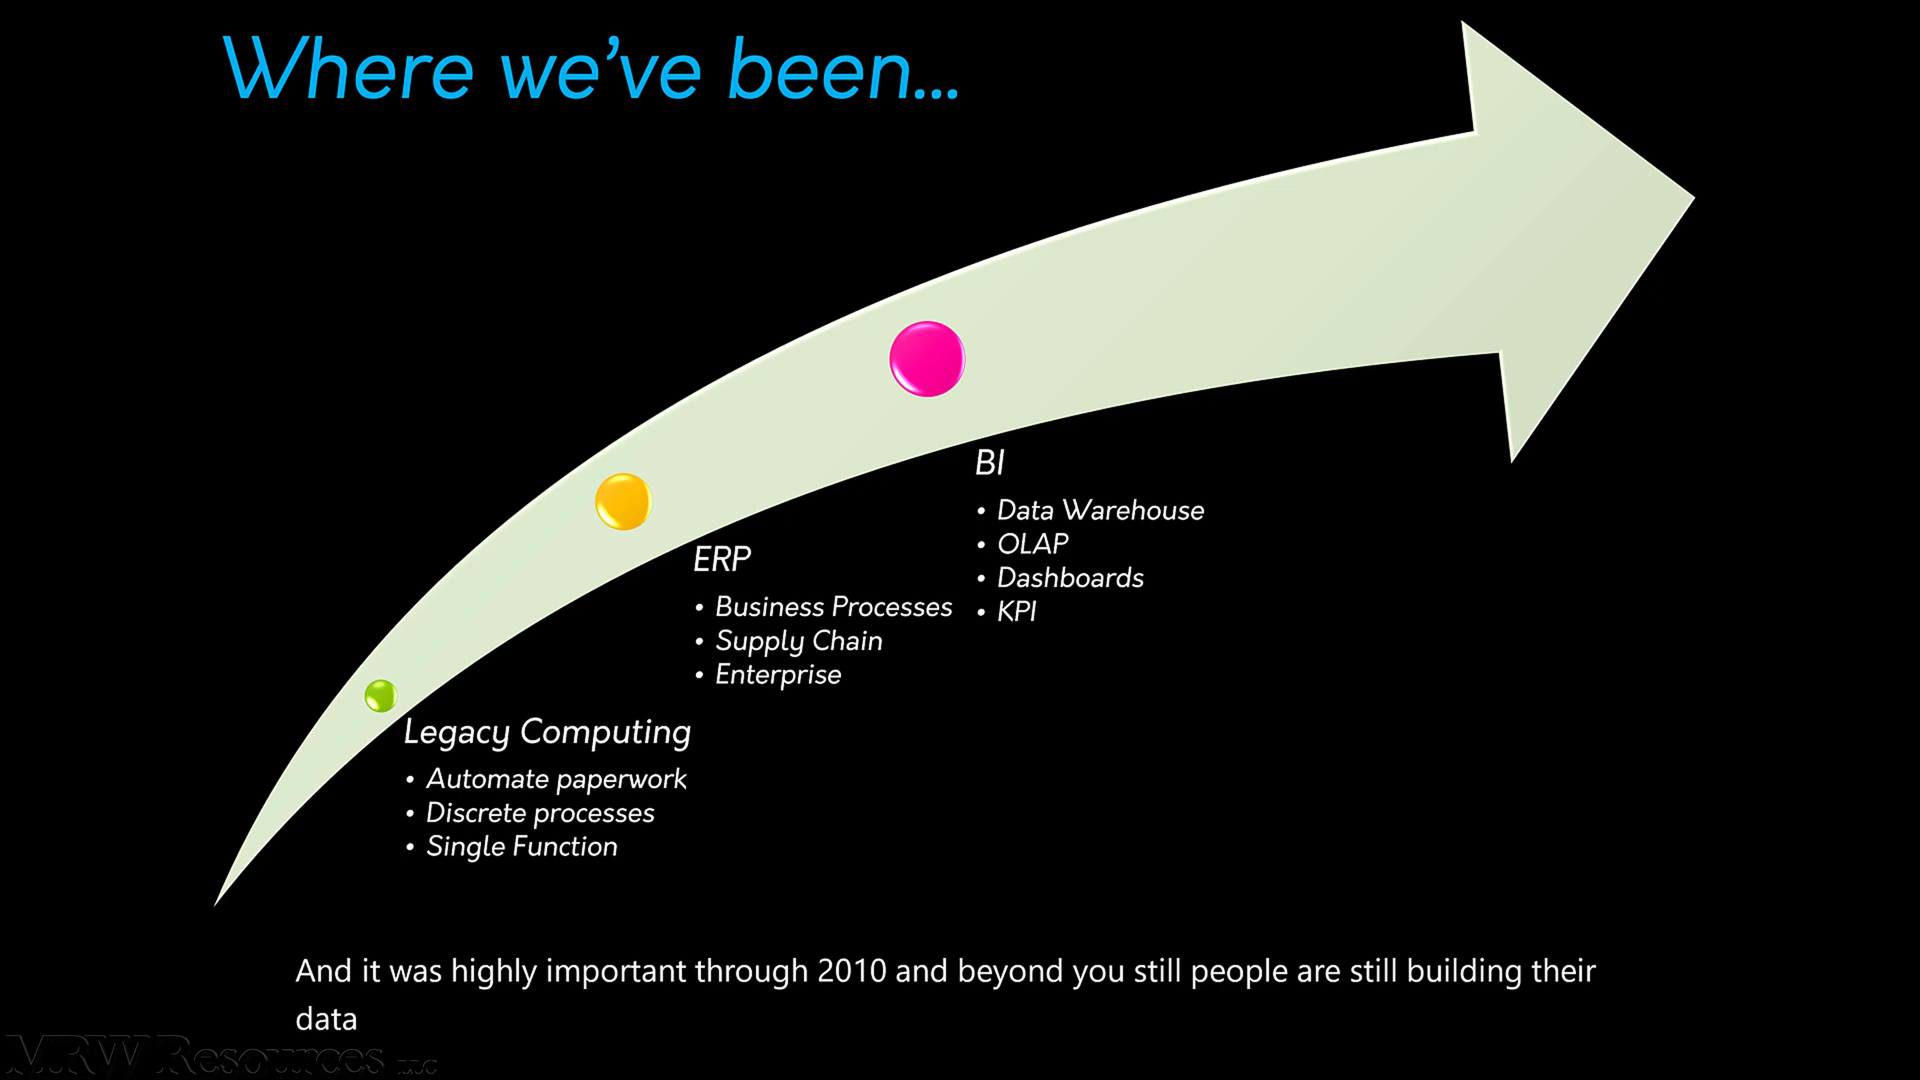 Where we've been...
BI
• Data Warehouse
• OLAP
• Dashboards
• KPI
ERP
• Business Processes
• Supply Chain
• Enterprise
Legacy Computing
• Automate paperwork
• Discrete processes
• Single Function
And it was highly important through 2010 and beyond you still people are still building their
data
MRW Resources LLC